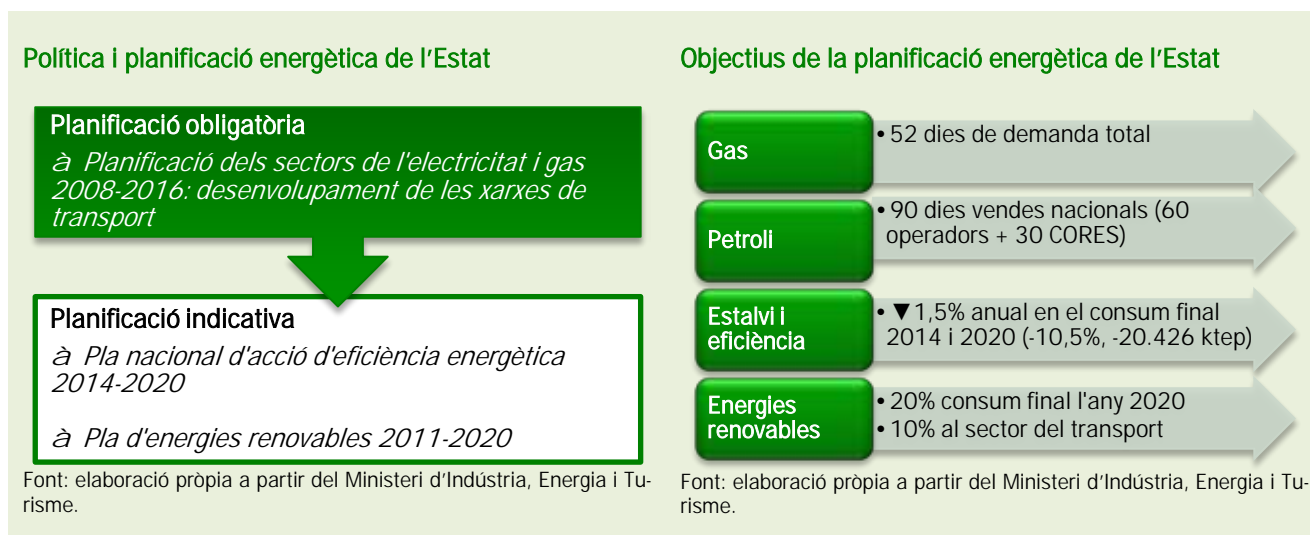 Política i planificació energètica de l'Estat
Planificació obligatòria
à Planificació dels sectors de l'electricitat i gas
2008-2016: desenvolupament de les xarxes de
transport
Planificació indicativa
à Pla nacional d'acció d'eficiència energètica
2014-2020
à Pla d'energies renovables 2011-2020
Font: elaboració pròpia a partir del Ministeri d'Indústria, Energia i Tu-
risme.
Objectius de la planificació energètica de l'Estat
Gas
• 52 dies de demanda total
Petroli
• 90 dies vendes nacionals (60
operadors + 30 CORES)
Estalvi i
eficiència
• ▼1,5% anual en el consum final
2014 i 2020 (-10,5%, -20.426 ktep)
Energies
renovables
• 20% consum final l'any 2020
• 10% al sector del transport
Font: elaboració pròpia a partir del Ministeri d'Indústria, Energia i Tu-
risme.